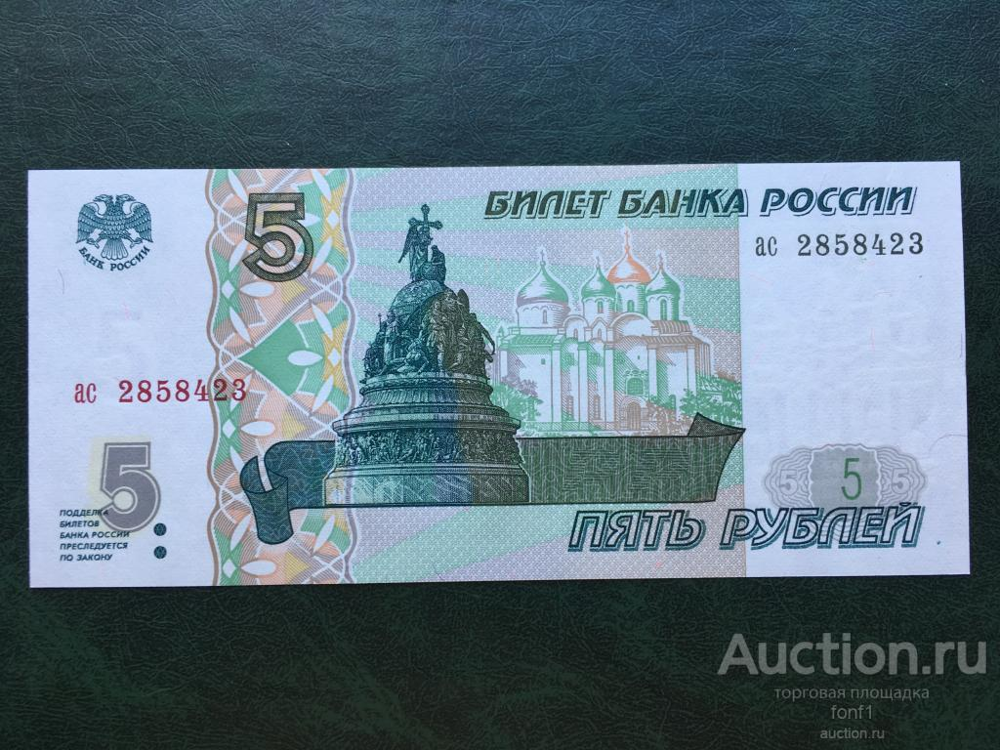 5
БИЛЕТ БАНКА РОССИИ
ас 2858423
БАНК РОССИИ
ас 2858423
5
5 5 5
ПОДДЕЛКА
БИЛЕТОВ
БАНКА РОССИИ
ПРЕСЛЕДУЕТСЯ
ПО ЗАКОНУ
ПЯТЬ РУБЛЕЙ
Auction.ru
торговая площадка
fonf1
auction.ru